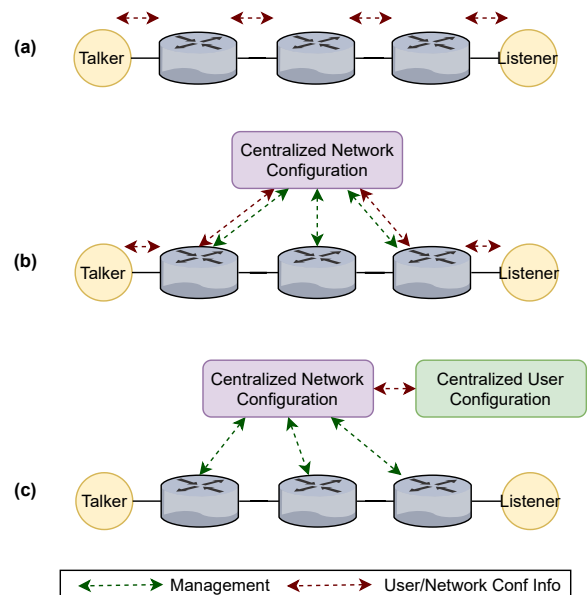 (a)
Talker
Listener
Centralized Network
Configuration
(b)
Talker
Listener
Centralized Network
Configuration
Centralized User
Configuration
(c)
Talker
Listener
Management
User/Network Conf Info